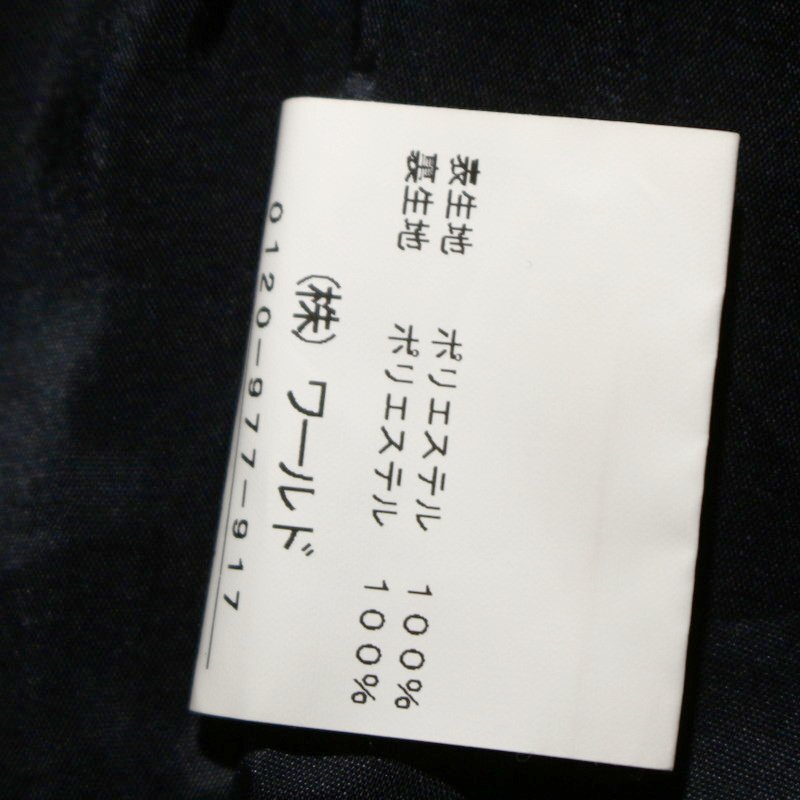 表生地 ポリエステル 100%
裏生地 ポリエステル 100%
(株) ワールド
0120-977-917